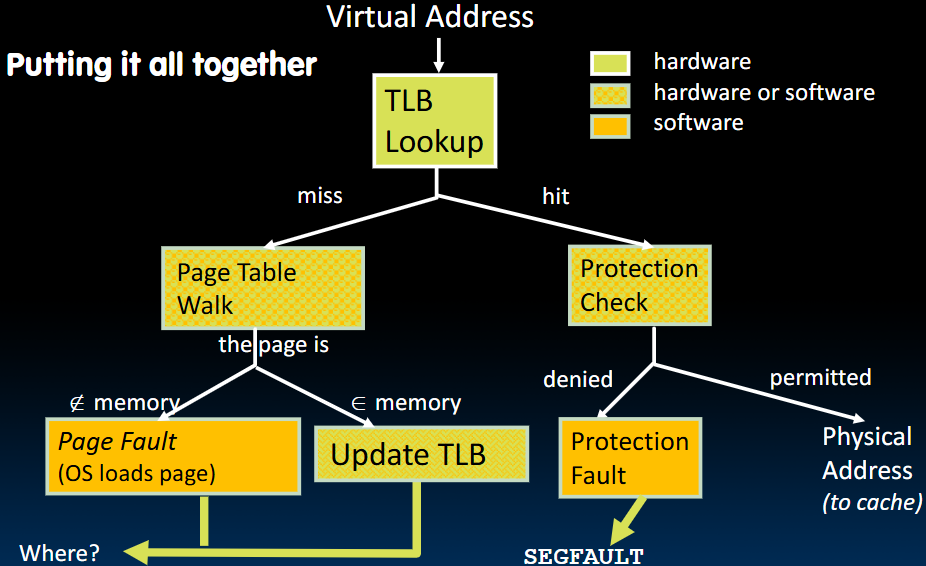 Virtual Address
Putting it all together
hardware
hardware or software
software
TLB
Lookup
miss
hit
Page Table
Walk
Protection
Check
the page is
denied
permitted
∉ memory
∈ memory
Page Fault
(OS loads page)
Update TLB
Protection
Fault
Physical
Address
(to cache)
Where?
SEGFAULT